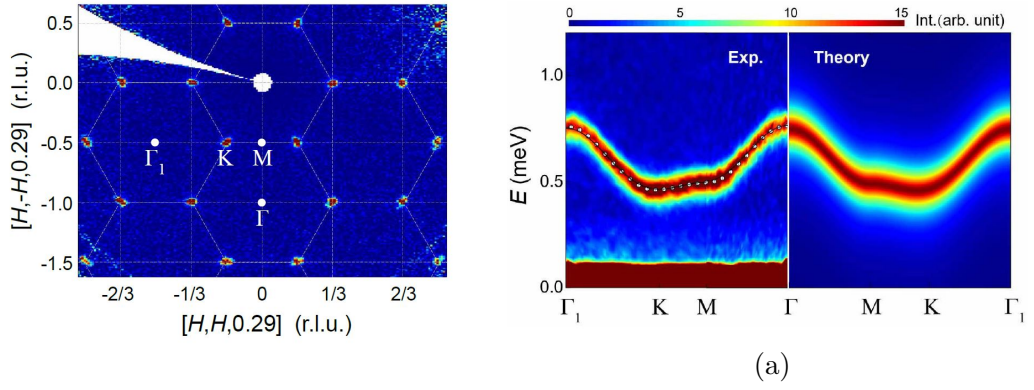 [H,-H,0.29] (r.l.u.)
0.5
0.0
-0.5
-1.0
-1.5
Γ1
K
M
Γ
-2/3
-1/3
0
1/3
2/3
[H,H,0.29] (r.l.u.)
0
5
10
15
Int.(arb. unit)
Exp.
Theory
E (meV)
1.0
0.5
0.0
Γ1
K
M
Γ
M
K
Γ1
(a)